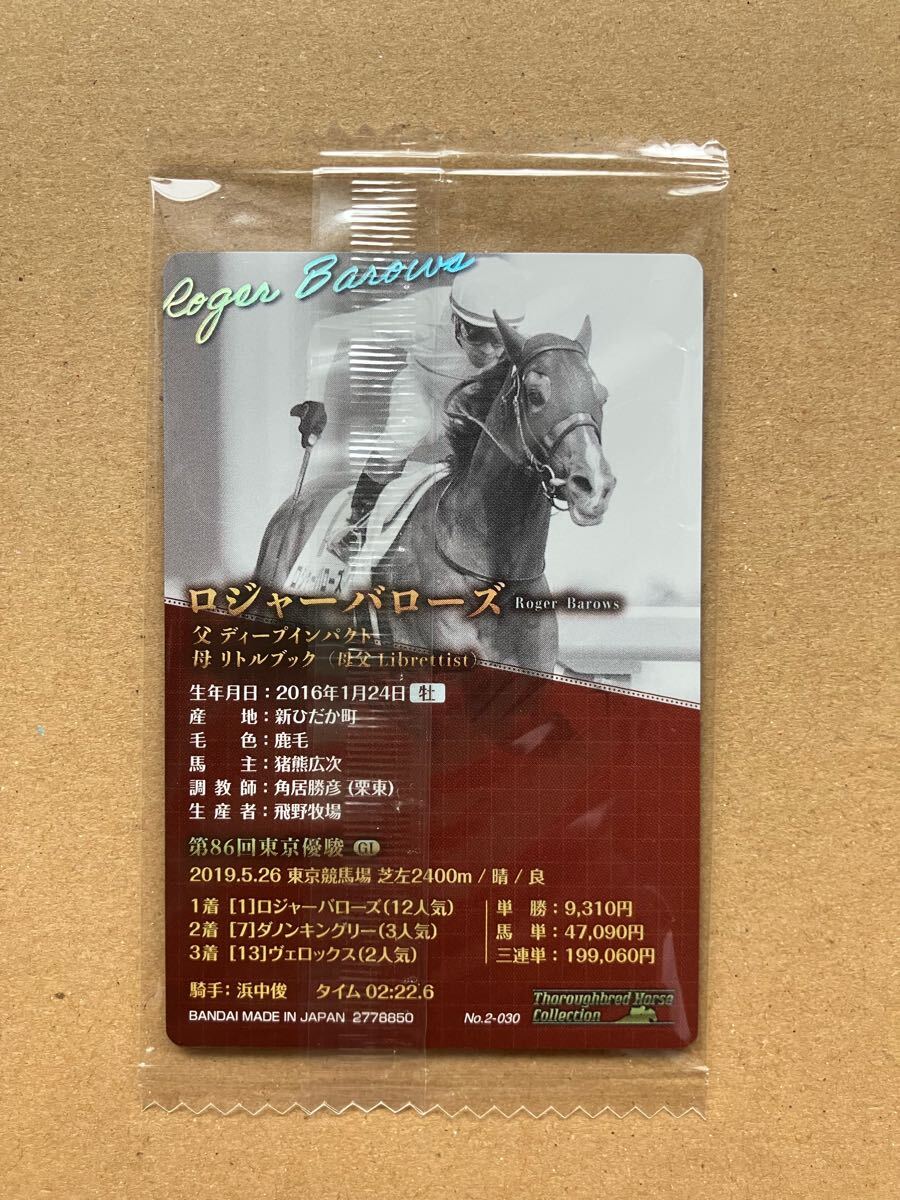 Roger Barows
ロジャーバローズ Roger Barows
父 ディープインパクト
母 リトルブック（母父 Librettist）
生年月日：2016年1月24日 牡
産 地：新ひだか町
毛 色：鹿毛
馬 主：猪熊広次
調教師：角居勝彦（栗東）
生産者：飛野牧場
第86回東京優駿 GI
2019.5.26 東京競馬場 芝左2400m / 晴 / 良
1着 [1]ロジャーバローズ（12人気） 単 勝：9,310円
2着 [7]ダノンキングリー（3人気） 馬 単：47,090円
3着 [13]ヴェロックス（2人気） 三連単：199,060円
騎手：浜中俊 タイム 02:22.6
BANDAI MADE IN JAPAN 2778850 No.2-030
Thoroughbred Horse
Collection